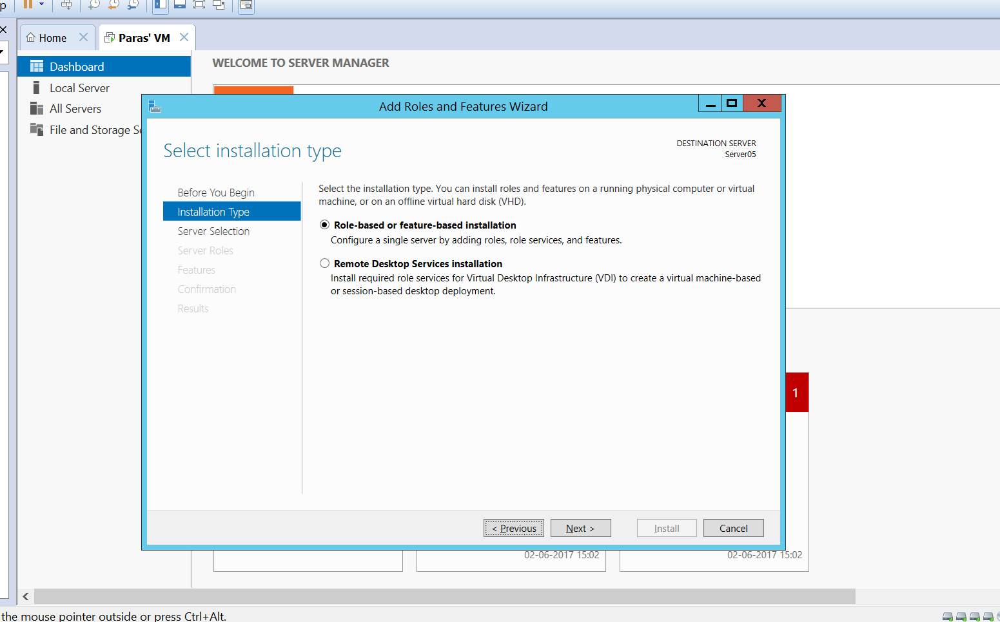 p
Home
Paras' VM
Dashboard
Local Server
All Servers
File and Storage Se
WELCOME TO SERVER MANAGER
Add Roles and Features Wizard
Select installation type
DESTINATION SERVER
Server05
Before You Begin
Installation Type
Server Selection
Server Roles
Features
Confirmation
Results
Select the installation type. You can install roles and features on a running physical computer or virtual
machine, or on an offline virtual hard disk (VHD).
Role-based or feature-based installation
Configure a single server by adding roles, role services, and features.
Remote Desktop Services installation
Install required role services for Virtual Desktop Infrastructure (VDI) to create a virtual machine-based
or session-based desktop deployment.
< Previous
Next >
Install
Cancel
1
02-06-2017 15:02
02-06-2017 15:02
the mouse pointer outside or press Ctrl+Alt.